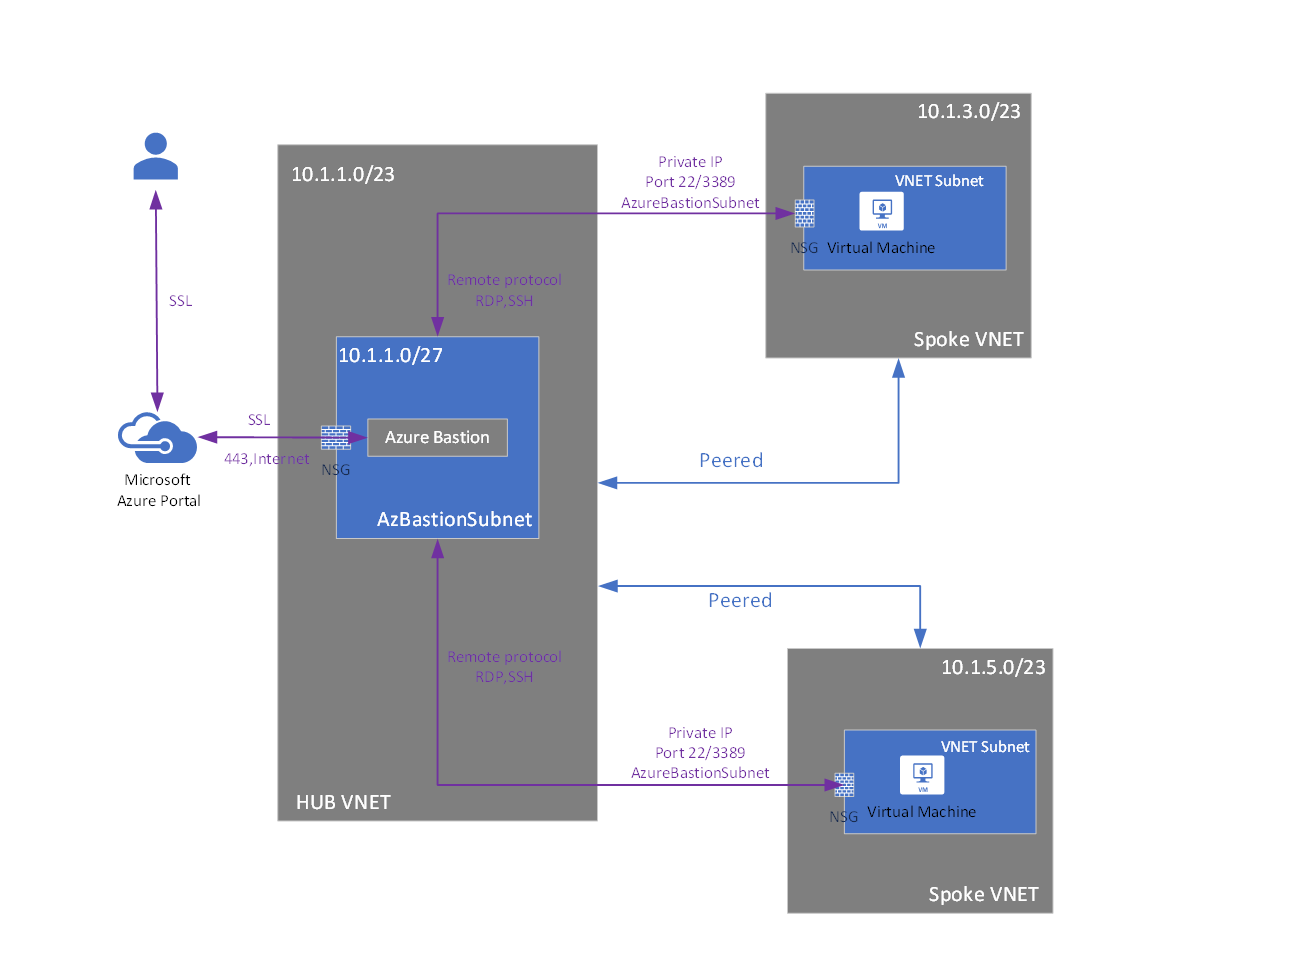 SSL
Microsoft
Azure Portal
SSL
443,Internet
10.1.1.0/23
Remote protocol
RDP,SSH
10.1.1.0/27
NSG
Azure Bastion
AzBastionSubnet
Remote protocol
RDP,SSH
HUB VNET
Private IP
Port 22/3389
AzureBastionSubnet
10.1.3.0/23
VNET Subnet
VM
NSG
Virtual Machine
Spoke VNET
Peered
Peered
Private IP
Port 22/3389
AzureBastionSubnet
10.1.5.0/23
VNET Subnet
VM
NSG
Virtual Machine
Spoke VNET